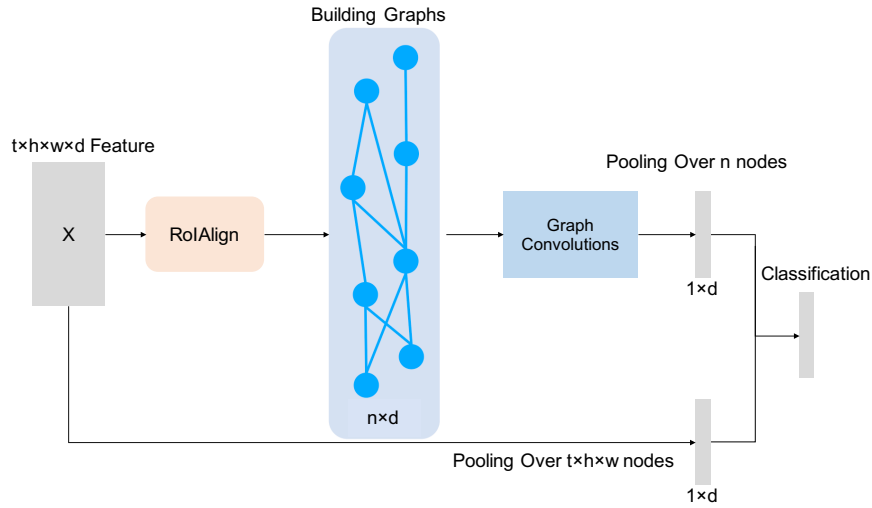 Building Graphs
t×h×w×d Feature
X
RoIAlign
n×d
Graph
Convolutions
Pooling Over n nodes
1×d
Classification
Pooling Over t×h×w nodes
1×d